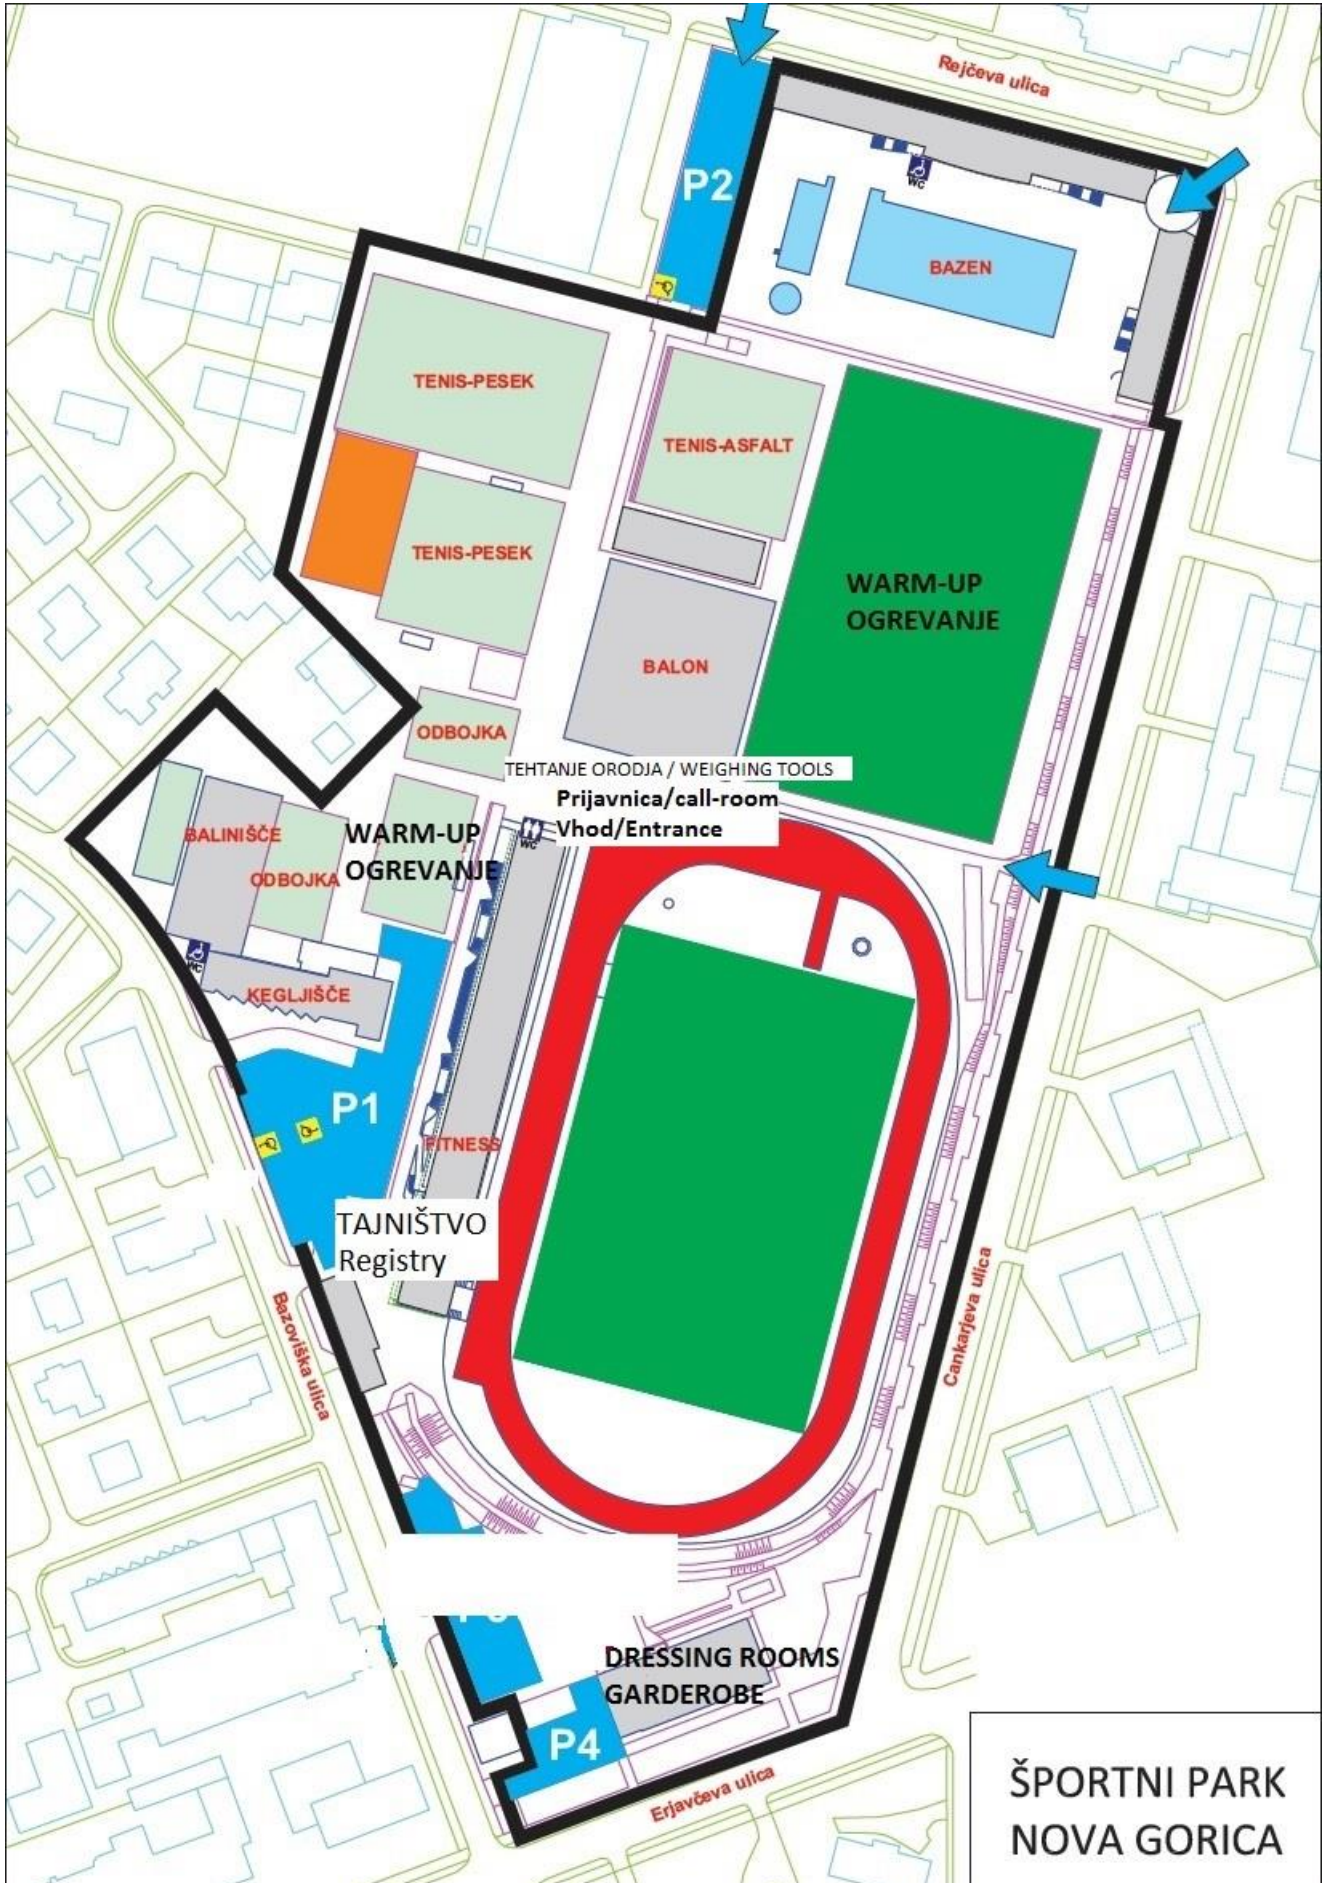 Rejčeva ulica
P2
WC
BAZEN
TENIS-PESEK
TENIS-ASFALT
TENIS-PESEK
WARM-UP
OGREVANJE
BALON
ODBOJKA
TEHTANJE ORODJA / WEIGHING TOOLS
Prijavnica/call-room
Vhod/Entrance
WC
BALINIŠČE
ODBOJKA
WARM-UP
OGREVANJE
WC
KEGLJIŠČE
P1
FITNESS
TAJNIŠTVO
Registry
Bazoviška ulica
Cankarjeva ulica
DRESSING ROOMS
GARDEROBE
P4
Erjavčeva ulica
ŠPORTNI PARK
NOVA GORICA